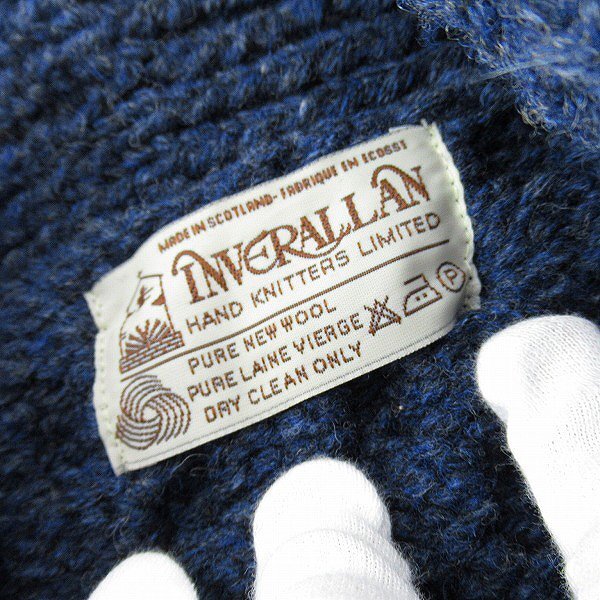 MADE IN SCOTLAND-FABRIQUE EN ECOSSE
INVERALLAN
HAND KNITTERS LIMITED
PURE NEW WOOL
PURE LAINE VIERGE
DRY CLEAN ONLY
P